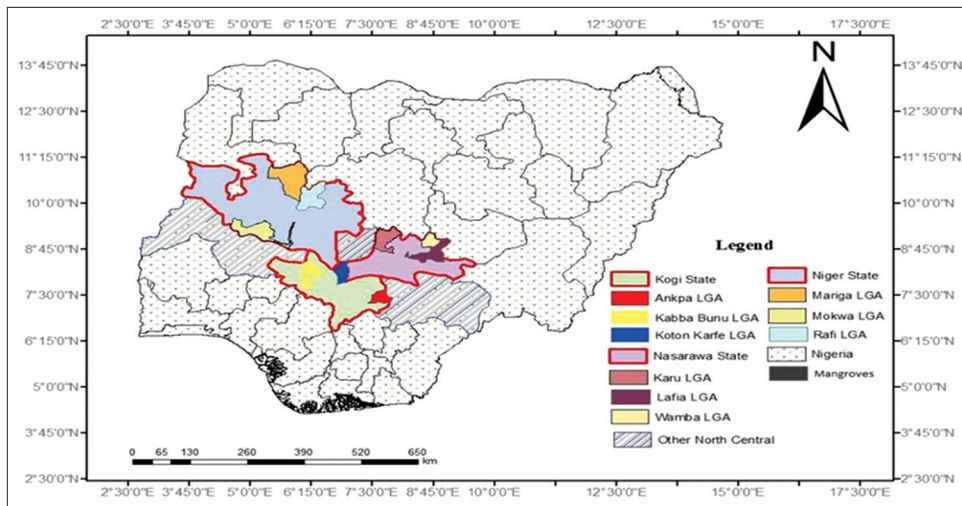 2°30'0"E 3°45'0"E 5°0'0"E 6°15'0"E 7°30'0"E 8°45'0"E 10°0'0"E 12°30'0"E 15°0'0"E 17°30'0"E
N
13°45'0"N 13°45'0"N
12°30'0"N 12°30'0"N
11°15'0"N 11°15'0"N
10°0'0"N 10°0'0"N
8°45'0"N 8°45'0"N
7°30'0"N 7°30'0"N
6°15'0"N 6°15'0"N
5°0'0"N 5°0'0"N
3°45'0"N 3°45'0"N
2°30'0"N 2°30'0"N
Legend
Kogi State
Ankpa LGA
Kabba Bunu LGA
Koton Karfe LGA
Nasarawa State
Karu LGA
Lafia LGA
Wamba LGA
Other North Central
Niger State
Mariga LGA
Mokwa LGA
Rafi LGA
Nigeria
Mangroves
0 65 130 260 390 520 650
km
2°30'0"E 3°45'0"E 5°0'0"E 6°15'0"E 7°30'0"E 8°45'0"E 10°0'0"E 12°30'0"E 15°0'0"E 17°30'0"E